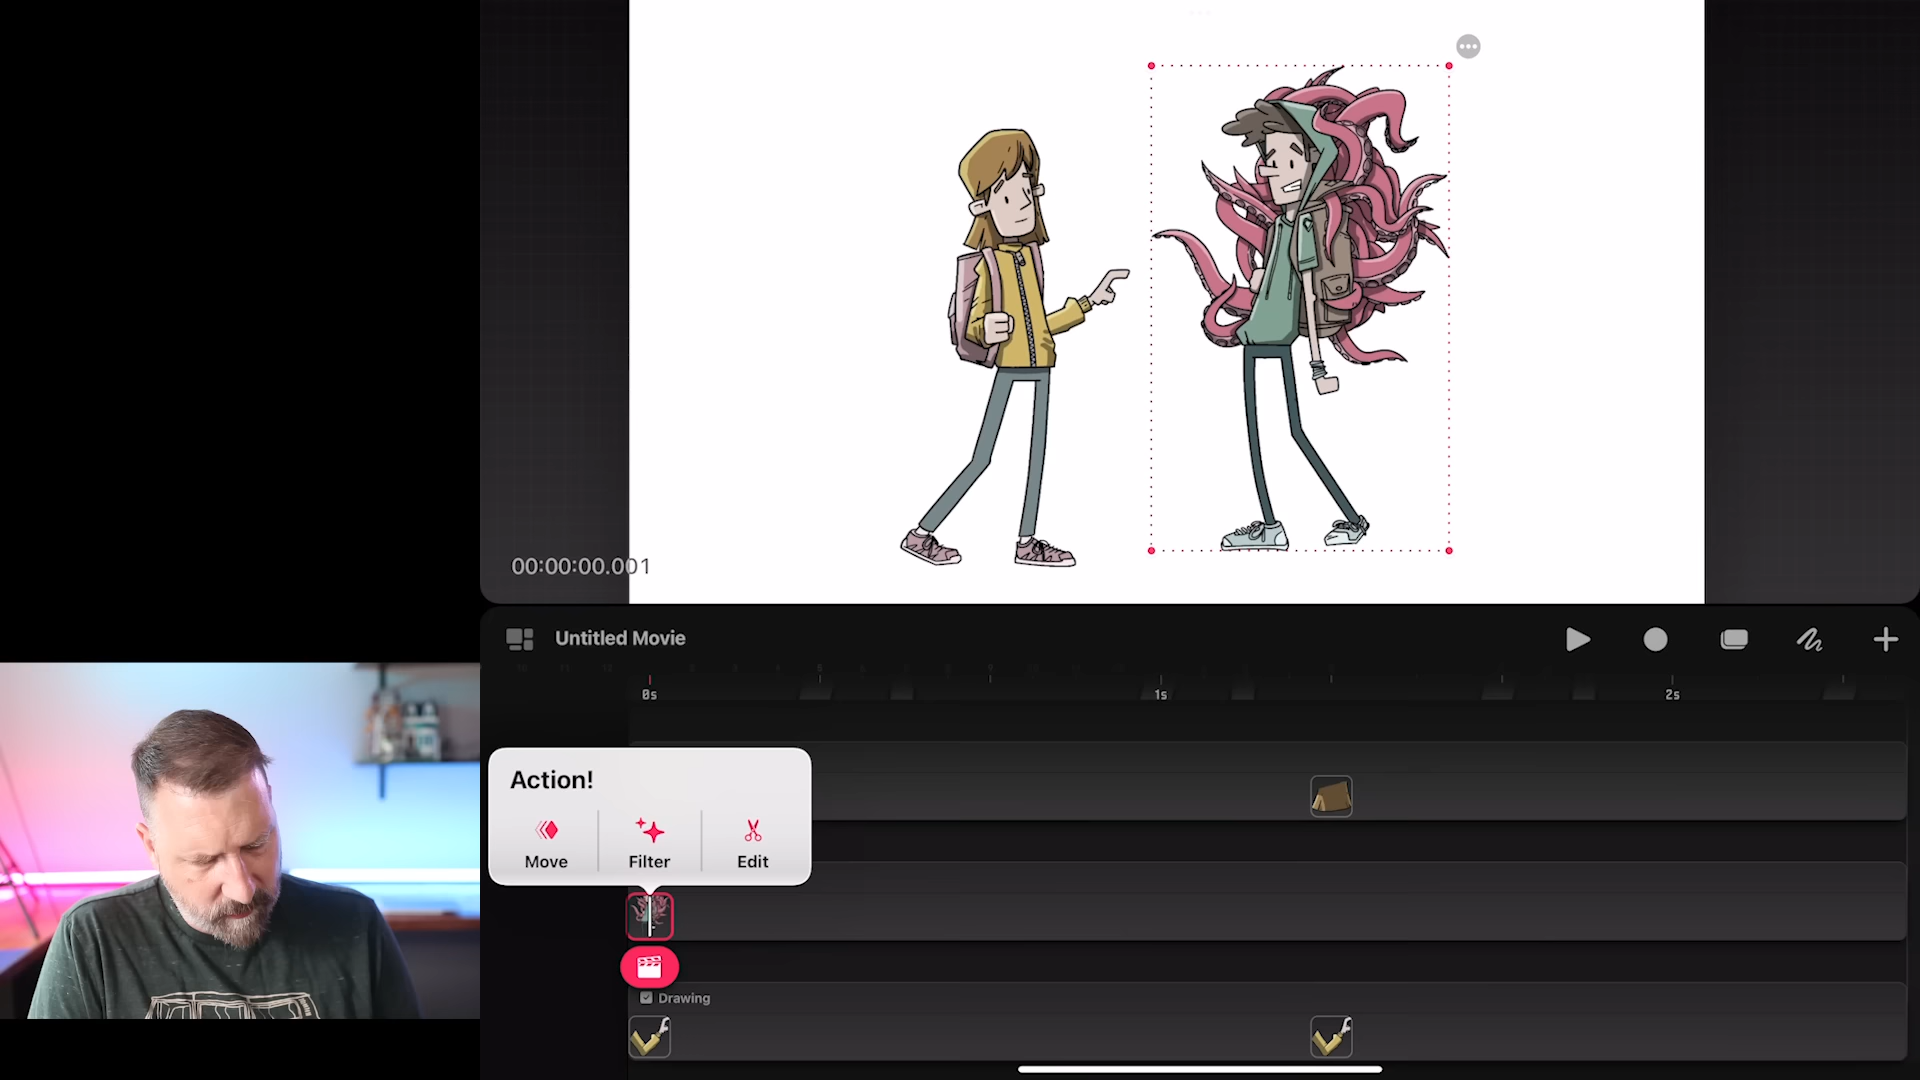 00:00:00.001
Untitled Movie
0s
1s
2s
Action!
Move
Filter
Edit
Drawing